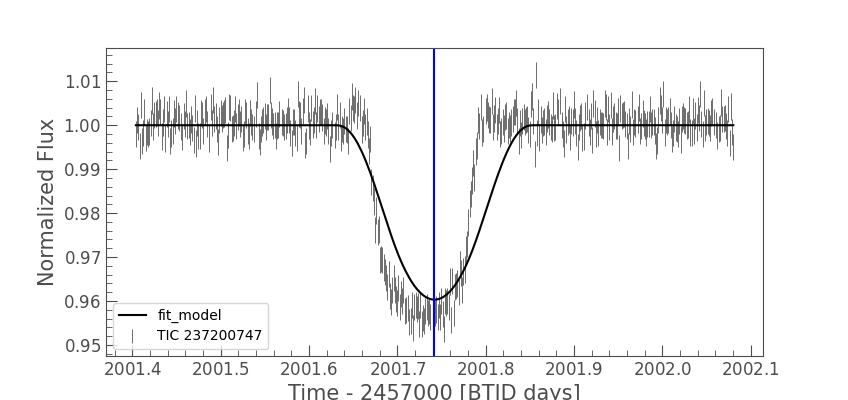 1.01
1.00
0.99
0.98
0.97
0.96
0.95
Normalized Flux
fit_model
TIC 237200747
2001.4 2001.5 2001.6 2001.7 2001.8 2001.9 2002.0 2002.1
Time - 2457000 [BTJD days]